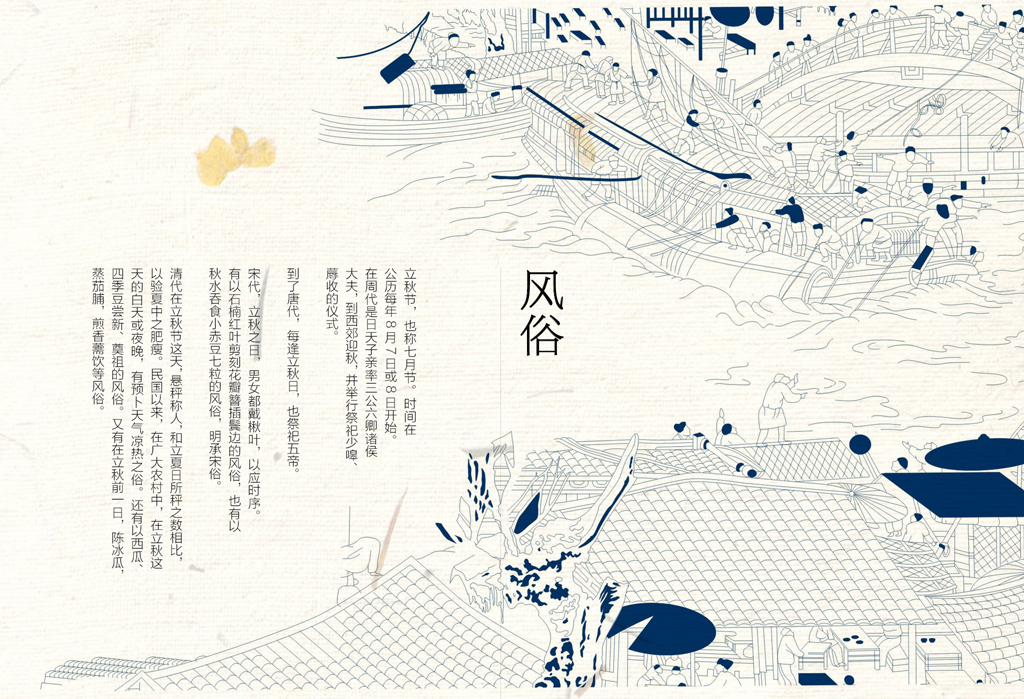 风俗
立秋节，也称七月节。时间在
公历每年8月7日或8日开始。
在周代是日天子亲率三公六卿诸侯
大夫，到西郊迎秋，并举行祭祀少嗥、
蓐收的仪式。
到了唐代，每逢立秋日，也祭祀五帝。
宋代，立秋之日，男女都戴楸叶，以应时序。
有以石楠红叶剪刻花瓣簪插鬓边的风俗，也有以
秋水吞食小赤豆七粒的风俗，明承宋俗。
清代在立秋节这天，悬秤称人，和立夏日所秤之数相比，
以验夏中之肥瘦。民国以来，在广大农村中，在立秋这
天的白天或夜晚，有预卜天气凉热之俗。还有以西瓜、
四季豆尝新、奠祖的风俗。又有在立秋前一日，陈冰瓜，
蒸茄脯，煎香薷饮等风俗。